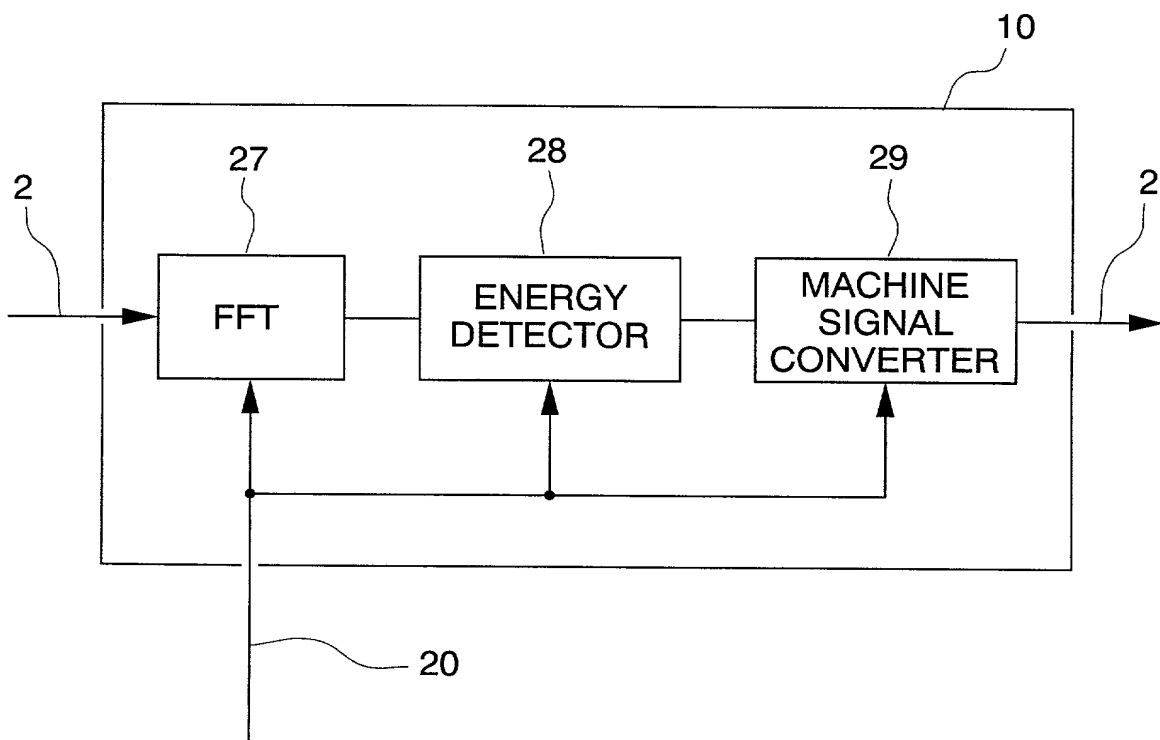 10
27
28
29
2
2
FFT
ENERGY
DETECTOR
MACHINE
SIGNAL
CONVERTER
20